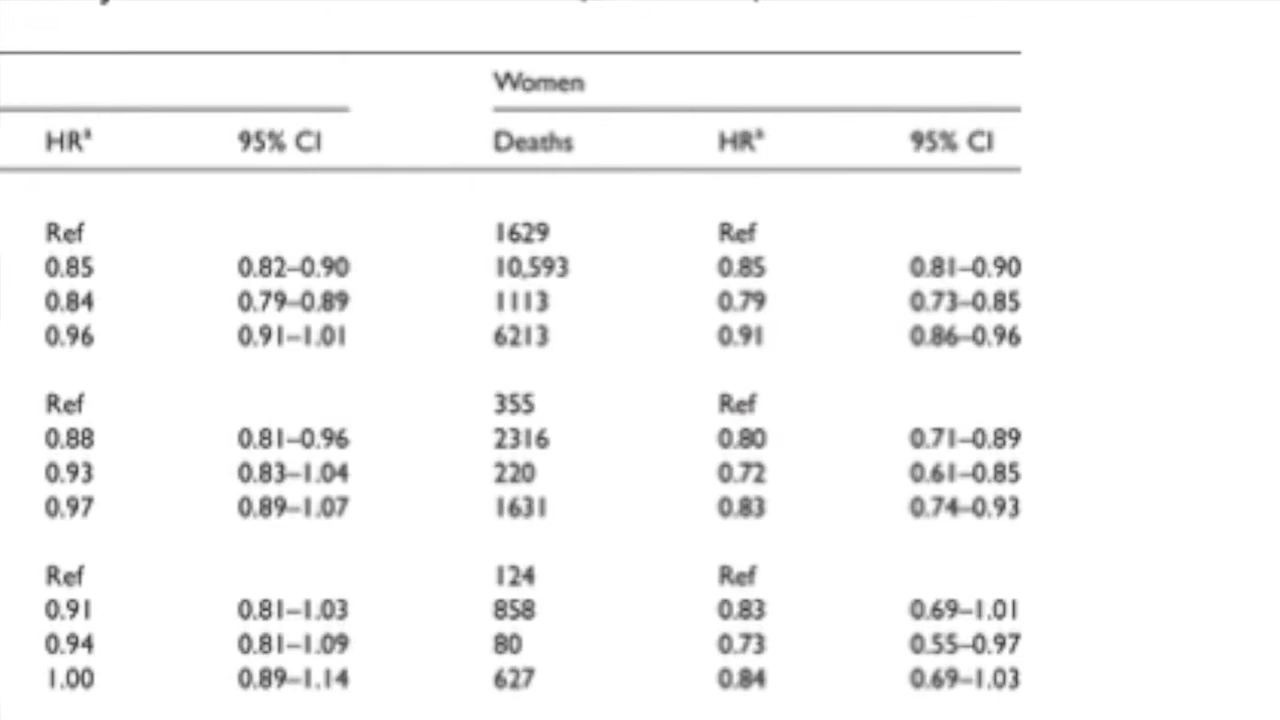 Women
HRª 95% CI Deaths HRª 95% CI
Ref 1629 Ref
0.85 0.82–0.90 10,593 0.85 0.81–0.90
0.84 0.79–0.89 1113 0.79 0.73–0.85
0.96 0.91–1.01 6213 0.91 0.86–0.96
Ref 355 Ref
0.88 0.81–0.96 2316 0.80 0.71–0.89
0.93 0.83–1.04 220 0.72 0.61–0.85
0.97 0.89–1.07 1631 0.83 0.74–0.93
Ref 124 Ref
0.91 0.81–1.03 858 0.83 0.69–1.01
0.94 0.81–1.09 80 0.73 0.55–0.97
1.00 0.89–1.14 627 0.84 0.69–1.03